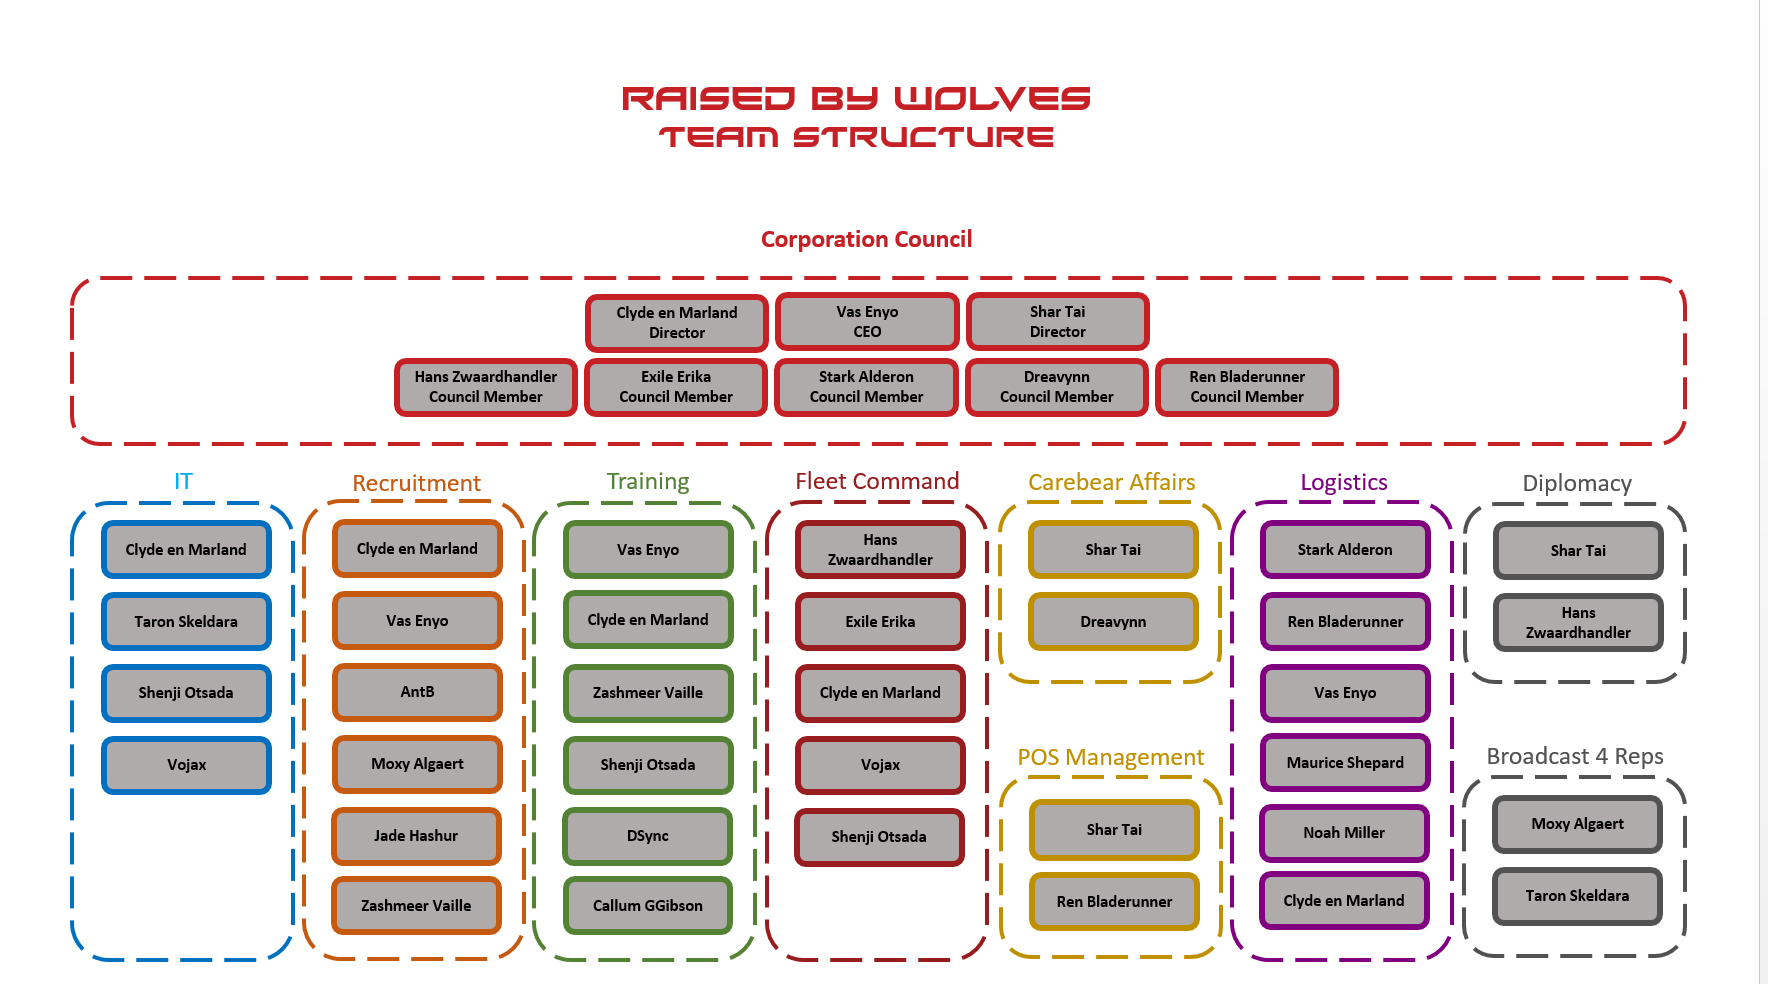 RAISED BY WOLVES
TEAM STRUCTURE
Corporation Council
Clyde en Marland
Director
Vas Enyo
CEO
Shar Tai
Director
Hans Zwaardhandler
Council Member
Exile Erika
Council Member
Stark Alderon
Council Member
Dreavynn
Council Member
Ren Bladerunner
Council Member
IT
Clyde en Marland
Taron Skeldara
Shenji Otsada
Vojax
Recruitment
Clyde en Marland
Vas Enyo
AntB
Moxy Algaert
Jade Hashur
Zashmeer Vaille
Training
Vas Enyo
Clyde en Marland
Zashmeer Vaille
Shenji Otsada
DSync
Callum GGibson
Fleet Command
Hans
Zwaardhandler
Exile Erika
Clyde en Marland
Vojax
Shenji Otsada
Carebear Affairs
Shar Tai
Dreavynn
POS Management
Shar Tai
Ren Bladerunner
Logistics
Stark Alderon
Ren Bladerunner
Vas Enyo
Maurice Shepard
Noah Miller
Clyde en Marland
Diplomacy
Shar Tai
Hans
Zwaardhandler
Broadcast 4 Reps
Moxy Algaert
Taron Skeldara